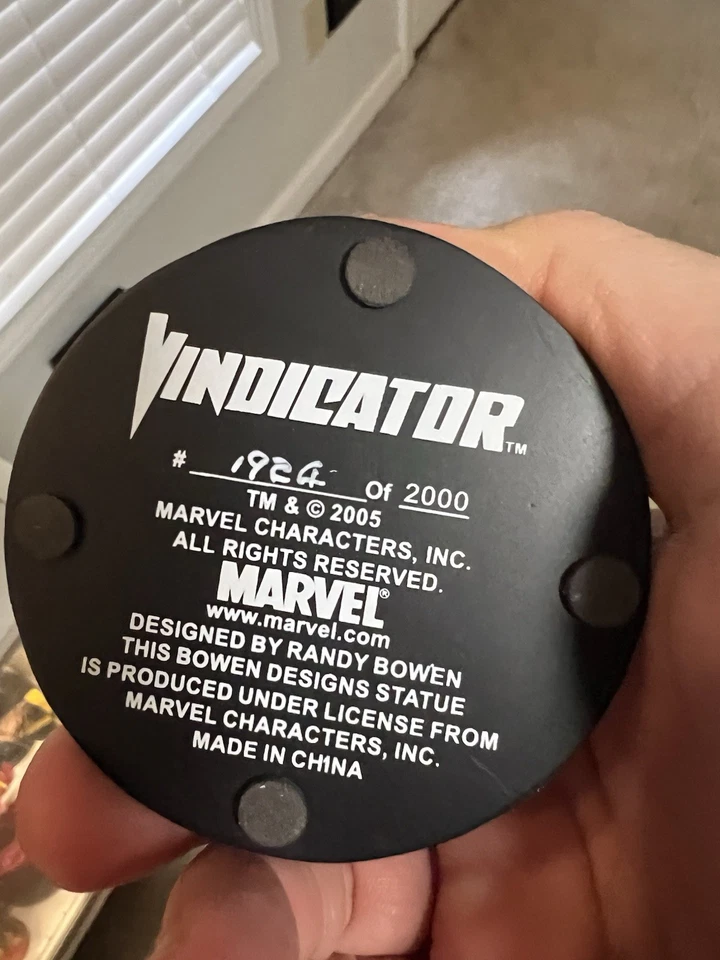 VINDICATOR™
# 1924 Of 2000
TM & © 2005
MARVEL CHARACTERS, INC.
ALL RIGHTS RESERVED.
MARVEL®
www.marvel.com
DESIGNED BY RANDY BOWEN
THIS BOWEN DESIGNS STATUE
IS PRODUCED UNDER LICENSE FROM
MARVEL CHARACTERS, INC.
MADE IN CHINA